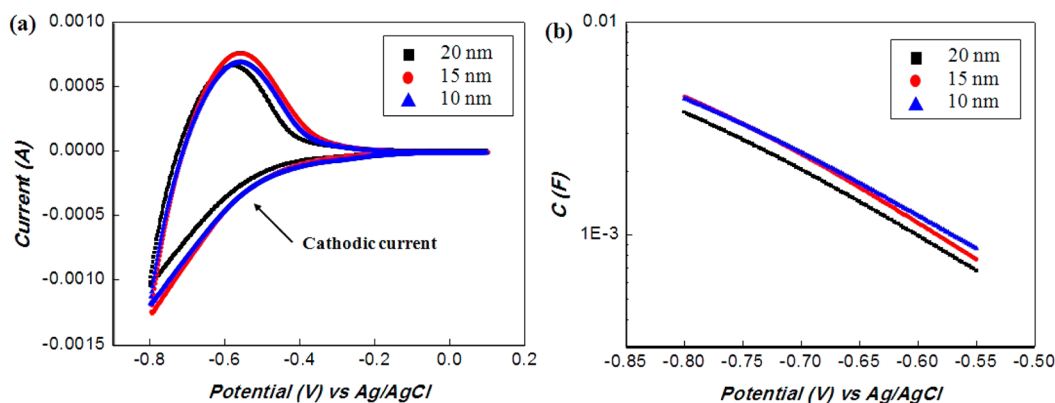 (a)
0.0010
0.0005
0.0000
-0.0005
-0.0010
-0.0015
Current (A)
20 nm
15 nm
10 nm
Cathodic current
-0.8 -0.6 -0.4 -0.2 0.0 0.2
Potential (V) vs Ag/AgCl
(b)
0.01
1E-3
C (F)
20 nm
15 nm
10 nm
-0.85 -0.80 -0.75 -0.70 -0.65 -0.60 -0.55 -0.50
Potential (V) vs Ag/AgCl